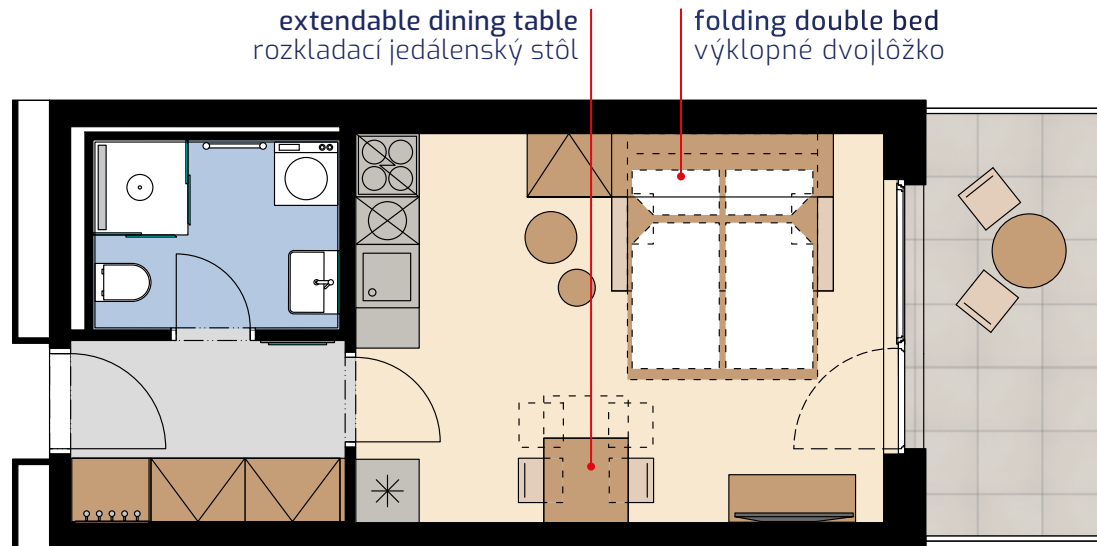 extendable dining table
rozkladací jedálenský stôl
folding double bed
výklopné dvojlôžko